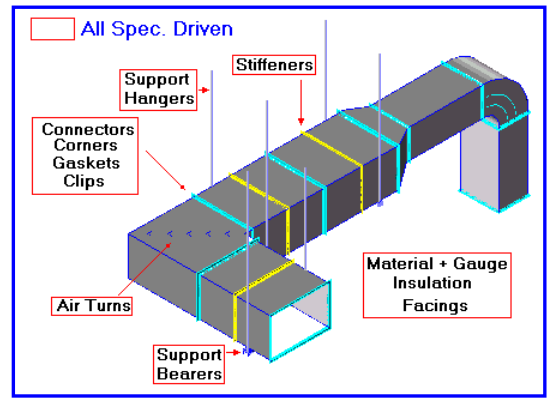 All Spec. Driven
Support
Hangers
Stiffeners
Connectors
Corners
Gaskets
Clips
Material + Gauge
Insulation
Facings
Air Turns
Support
Bearers